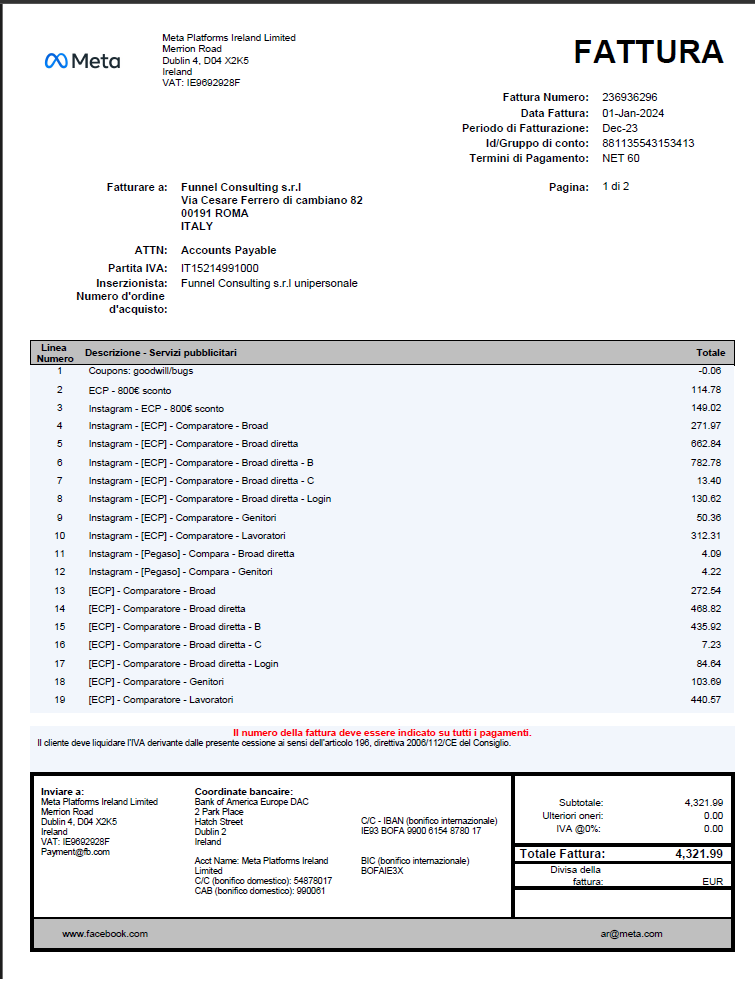 Meta
Meta Platforms Ireland Limited
Merrion Road
Dublin 4, D04 X2K5
Ireland
VAT: IE9692928F
FATTURA
Fattura Numero: 236936296
Data Fattura: 01-Jan-2024
Periodo di Fatturazione: Dec-23
Id/Gruppo di conto: 881135543153413
Termini di Pagamento: NET 60
Pagina: 1 di 2
Fatturare a: Funnel Consulting s.r.l
Via Cesare Ferrero di cambiano 82
00191 ROMA
ITALY
ATTN: Accounts Payable
Partita IVA: IT15214991000
Inserzionista: Funnel Consulting s.r.l unipersonale
Numero d'ordine
d'acquisto:
Linea
Numero Descrizione - Servizi pubblicitari Totale
1 Coupons: goodwill/bugs -0.06
2 ECP - 800€ sconto 114.78
3 Instagram - ECP - 800€ sconto 149.02
4 Instagram - [ECP] - Comparatore - Broad 271.97
5 Instagram - [ECP] - Comparatore - Broad diretta 662.84
6 Instagram - [ECP] - Comparatore - Broad diretta - B 782.78
7 Instagram - [ECP] - Comparatore - Broad diretta - C 13.40
8 Instagram - [ECP] - Comparatore - Broad diretta - Login 130.62
9 Instagram - [ECP] - Comparatore - Genitori 50.36
10 Instagram - [ECP] - Comparatore - Lavoratori 312.31
11 Instagram - [Pegaso] - Compara - Broad diretta 4.09
12 Instagram - [Pegaso] - Compara - Genitori 4.22
13 [ECP] - Comparatore - Broad 272.54
14 [ECP] - Comparatore - Broad diretta 468.82
15 [ECP] - Comparatore - Broad diretta - B 435.92
16 [ECP] - Comparatore - Broad diretta - C 7.23
17 [ECP] - Comparatore - Broad diretta - Login 84.64
18 [ECP] - Comparatore - Genitori 103.69
19 [ECP] - Comparatore - Lavoratori 440.57
Il numero della fattura deve essere indicato su tutti i pagamenti.
Il cliente deve liquidare l'IVA derivante dalle presente cessione ai sensi dell'articolo 196, direttiva 2006/112/CE del Consiglio.
Inviare a:
Meta Platforms Ireland Limited
Merrion Road
Dublin 4, D04 X2K5
Ireland
VAT: IE9692928F
Payment@fb.com
Coordinate bancaire:
Bank of America Europe DAC
2 Park Place
Hatch Street
Dublin 2
Ireland
Acct Name: Meta Platforms Ireland
Limited
C/C (bonifico domestico): 54878017
CAB (bonifico domestico): 990061
C/C - IBAN (bonifico internazionale)
IE93 BOFA 9900 6154 8780 17
BIC (bonifico internazionale)
BOFAIE3X
Subtotale: 4,321.99
Ulteriori oneri: 0.00
IVA @0%: 0.00
Totale Fattura: 4,321.99
Divisa della
fattura: EUR
www.facebook.com
ar@meta.com